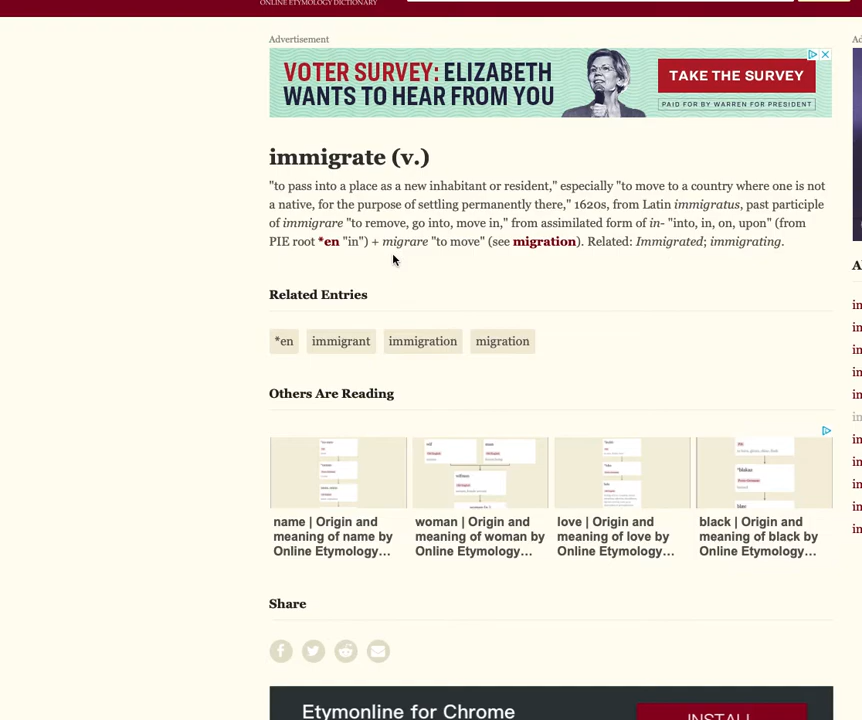 ONLINE ETYMOLOGY DICTIONARY
Advertisement
Ad
VOTER SURVEY: ELIZABETH
WANTS TO HEAR FROM YOU
TAKE THE SURVEY
PAID FOR BY WARREN FOR PRESIDENT
immigrate (v.)
"to pass into a place as a new inhabitant or resident," especially "to move to a country where one is not
a native, for the purpose of settling permanently there," 1620s, from Latin immigratus, past participle
of immigrare "to remove, go into, move in," from assimilated form of in- "into, in, on, upon" (from
PIE root *en "in") + migrare "to move" (see migration). Related: Immigrated; immigrating.
Related Entries
*en immigrant immigration migration
Others Are Reading
name | Origin and
meaning of name by
Online Etymology…
woman | Origin and
meaning of woman by
Online Etymology…
love | Origin and
meaning of love by
Online Etymology…
black | Origin and
meaning of black by
Online Etymology…
Share
Etymonline for Chrome
INSTALL